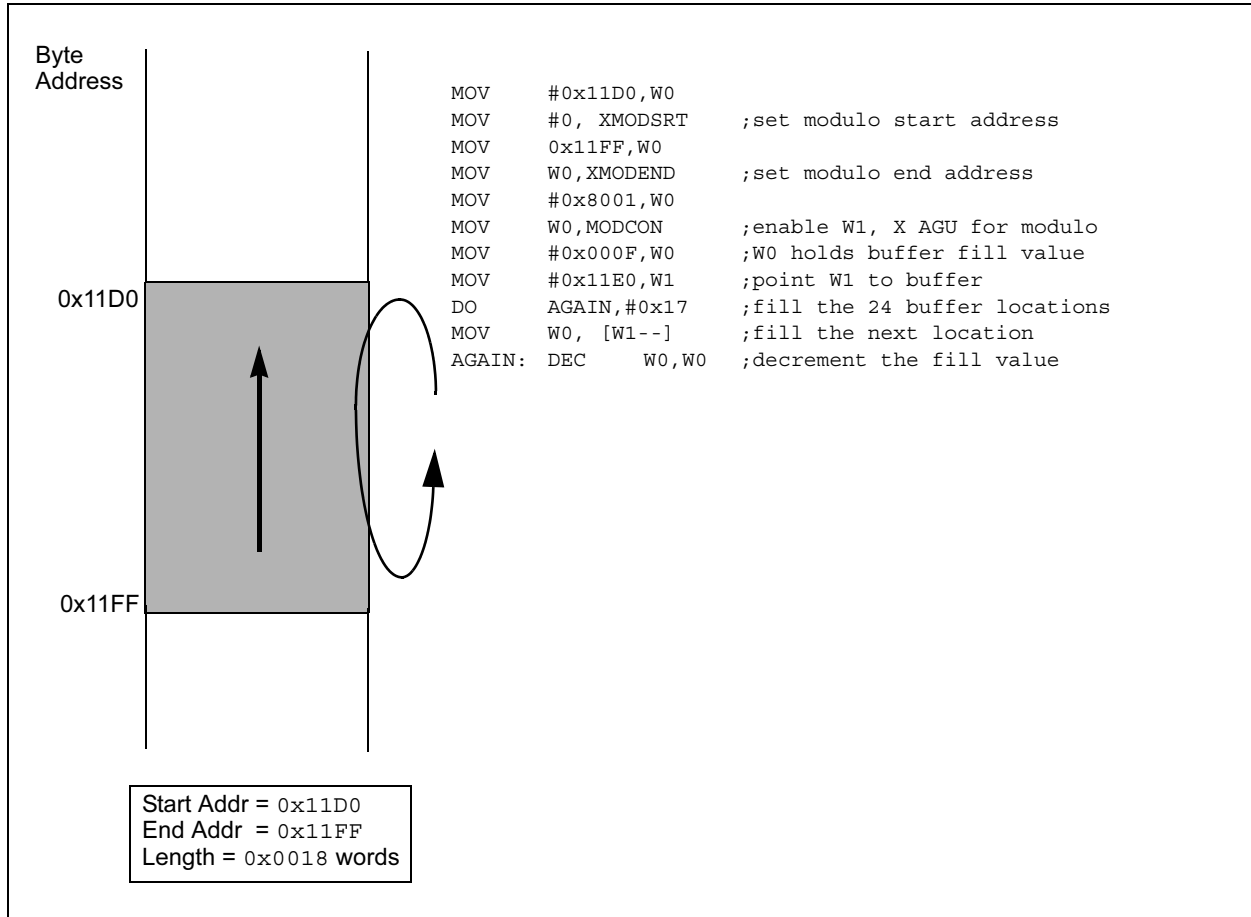 Byte
Address
MOV #0x11D0,W0
MOV #0, XMODSRT ;set modulo start address
MOV 0x11FF,W0
MOV W0,XMODEND ;set modulo end address
MOV #0x8001,W0
MOV W0,MODCON ;enable W1, X AGU for modulo
MOV #0x000F,W0 ;W0 holds buffer fill value
MOV #0x11E0,W1 ;point W1 to buffer
DO AGAIN,#0x17 ;fill the 24 buffer locations
MOV W0, [W1--] ;fill the next location
AGAIN: DEC W0,W0 ;decrement the fill value
0x11D0
0x11FF
Start Addr = 0x11D0
End Addr = 0x11FF
Length = 0x0018 words